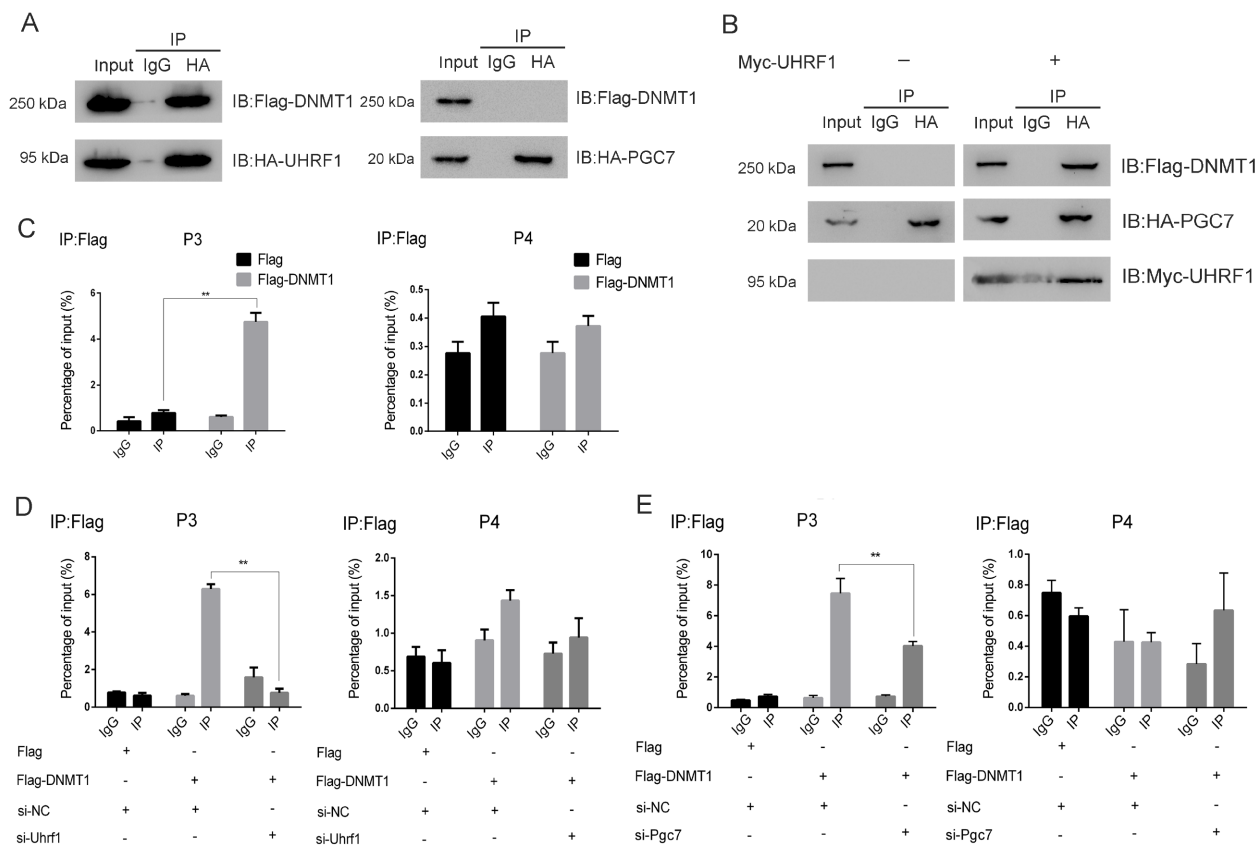 A
IP
Input IgG HA
250 kDa IB:Flag-DNMT1
95 kDa IB:HA-UHRF1
IP
Input IgG HA
250 kDa IB:Flag-DNMT1
20 kDa IB:HA-PGC7
B
Myc-UHRF1 – +
IP IP
Input IgG HA Input IgG HA
250 kDa IB:Flag-DNMT1
20 kDa IB:HA-PGC7
95 kDa IB:Myc-UHRF1
C
IP:Flag P3
Flag
Flag-DNMT1
**
Percentage of input (%)
6
4
2
0
IgG IP IgG IP
IP:Flag P4
Flag
Flag-DNMT1
Percentage of input (%)
0.5
0.4
0.3
0.2
0.1
0.0
IgG IP IgG IP
D
IP:Flag P3
**
Percentage of input (%)
8
6
4
2
0
IgG IP IgG IP IgG IP
Flag + - -
Flag-DNMT1 - + +
si-NC + + -
si-Uhrf1 - - +
IP:Flag P4
Percentage of input (%)
2.0
1.5
1.0
0.5
0.0
IgG IP IgG IP IgG IP
Flag + - -
Flag-DNMT1 - + +
si-NC + + -
si-Uhrf1 - - +
E
IP:Flag P3
**
Percentage of input (%)
10
8
6
4
2
0
IgG IP IgG IP IgG IP
Flag + - -
Flag-DNMT1 - + +
si-NC + + -
si-Pgc7 - - +
IP:Flag P4
Percentage of input (%)
1.0
0.8
0.6
0.4
0.2
0.0
IgG IP IgG IP IgG IP
Flag + - -
Flag-DNMT1 - + +
si-NC + + -
si-Pgc7 - - +